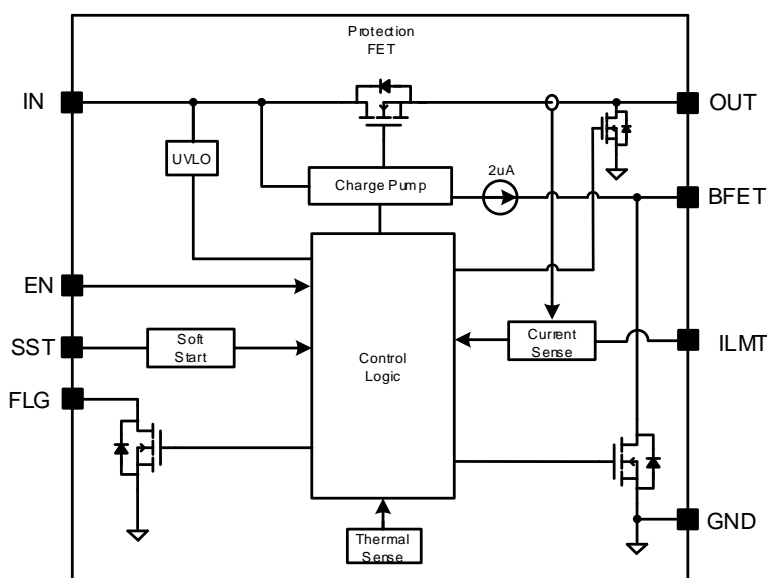 Protection
FET
IN
OUT
UVLO
2uA
Charge Pump
BFET
EN
SST
Soft
Start
Control
Logic
Current
Sense
ILMT
FLG
GND
Thermal
Sense